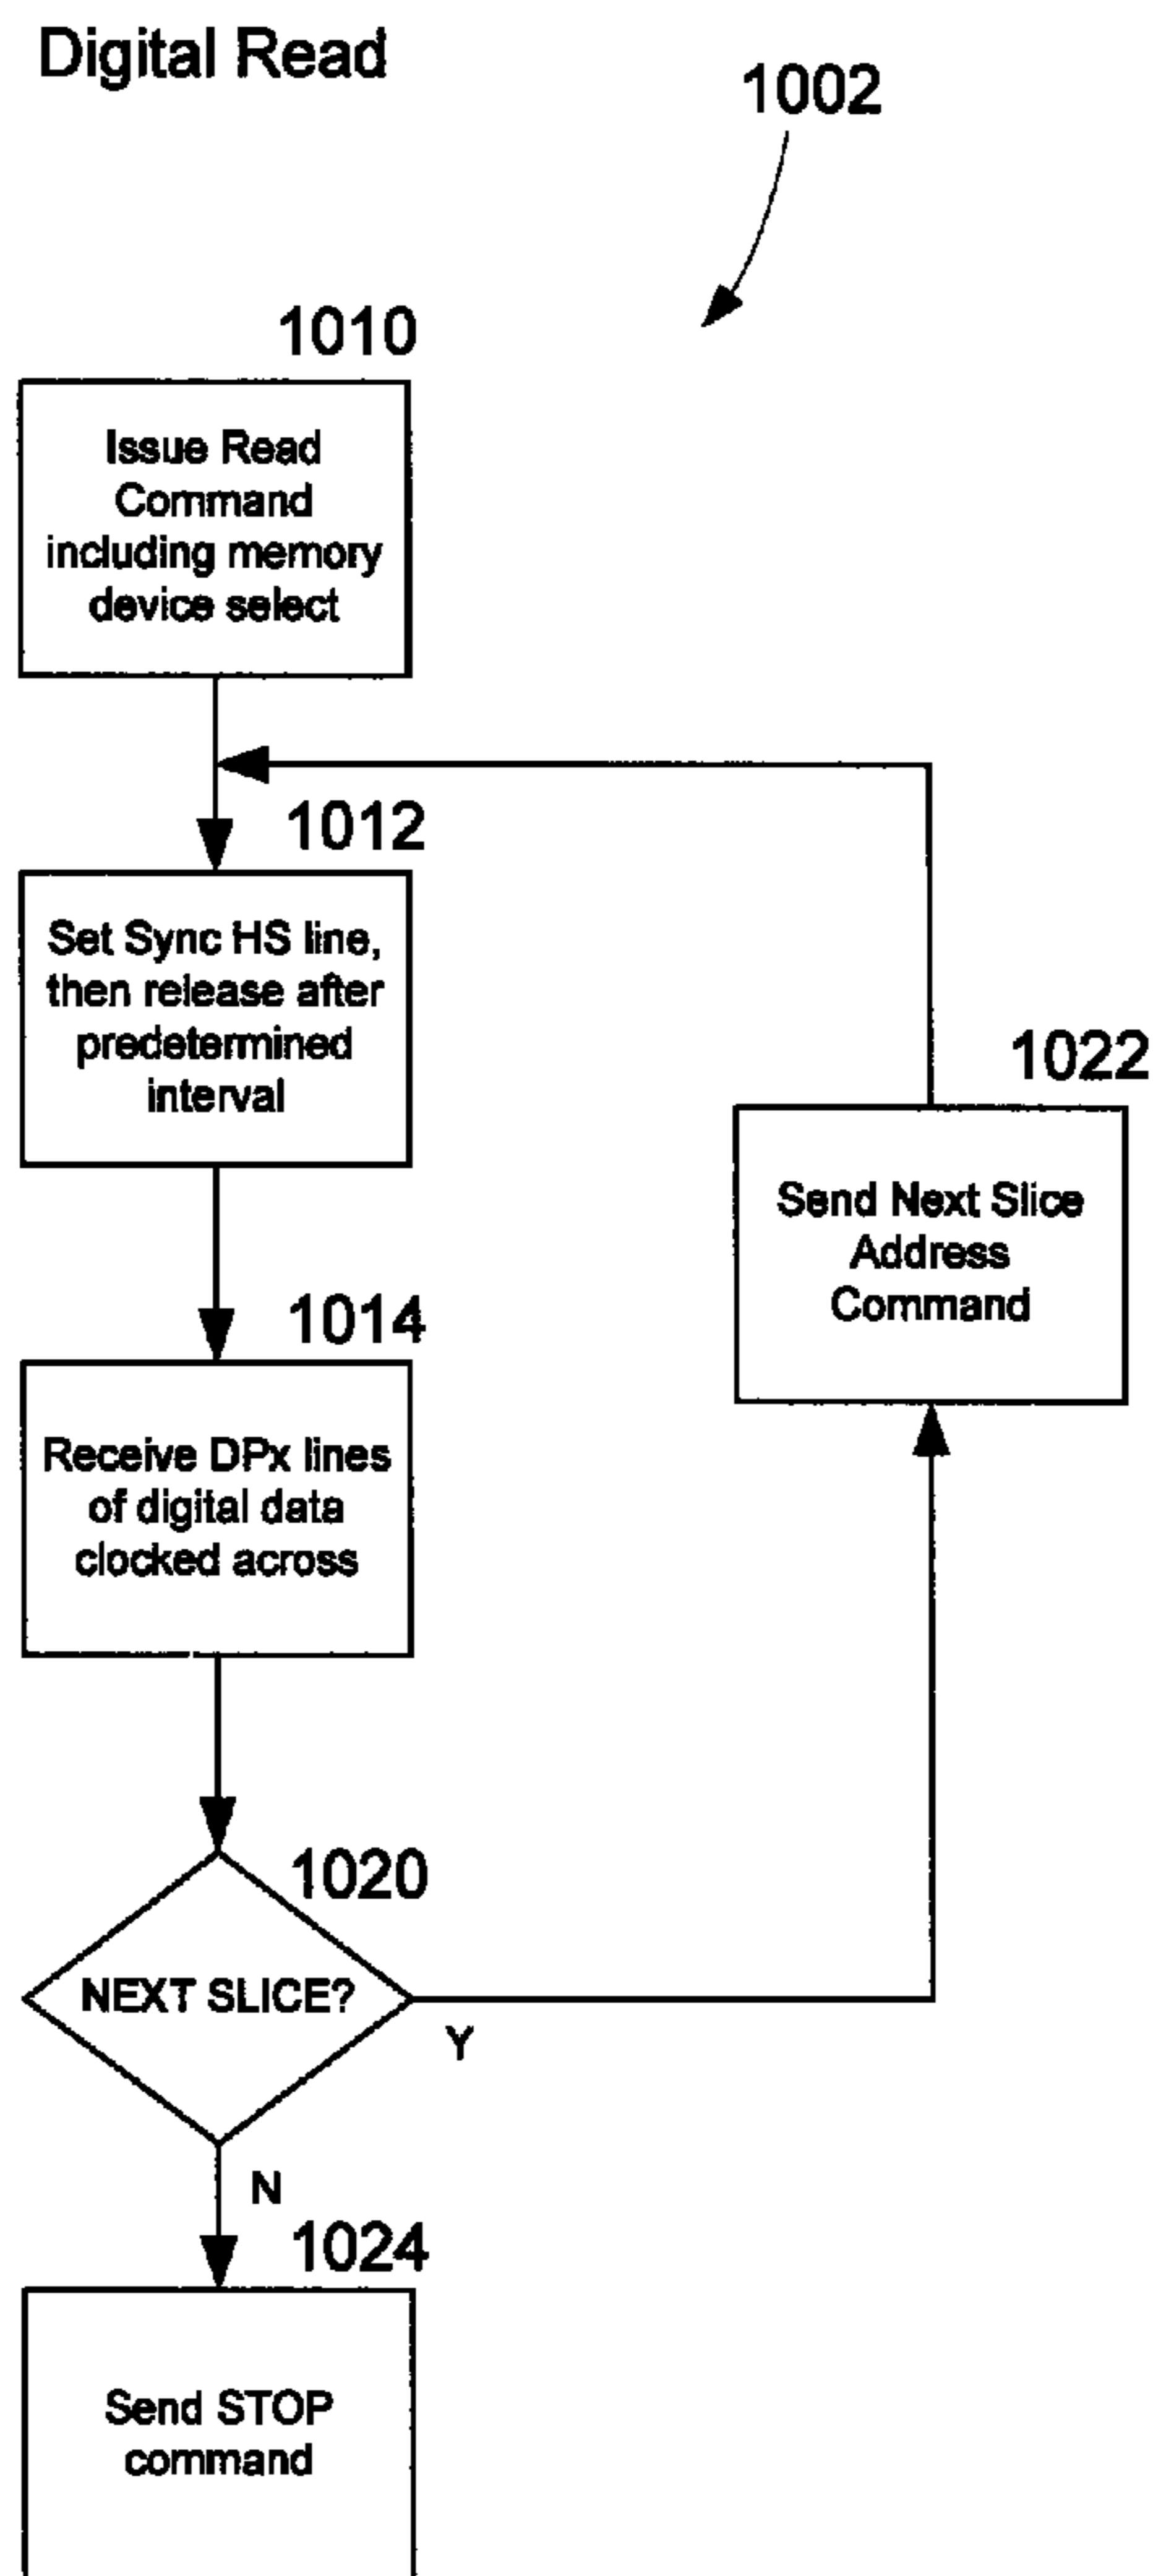 Digital Read
1002
1010
Issue Read
Command
including memory
device select
1012
Set Sync HS line,
then release after
predetermined
interval
1022
Send Next Slice
Address
Command
1014
Receive DPx lines
of digital data
clocked across
1020
NEXT SLICE?
Y
N
1024
Send STOP
command